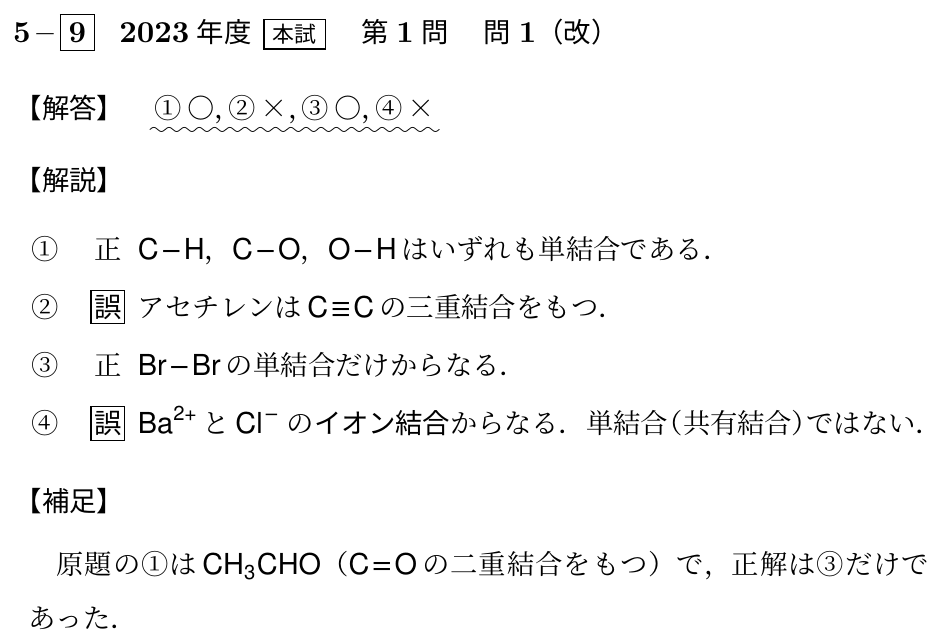 5－9 2023年度 本試 第1問 問1（改）
【解答】 ①○,②×,③○,④×
【解説】
① 正 C－H，C－O，O－Hはいずれも単結合である．
② 誤 アセチレンはC≡Cの三重結合をもつ．
③ 正 Br－Brの単結合だけからなる．
④ 誤 Ba²⁺とCl⁻のイオン結合からなる．単結合(共有結合)ではない．
【補足】
原題の①はCH₃CHO（C=Oの二重結合をもつ）で，正解は③だけで
あった．